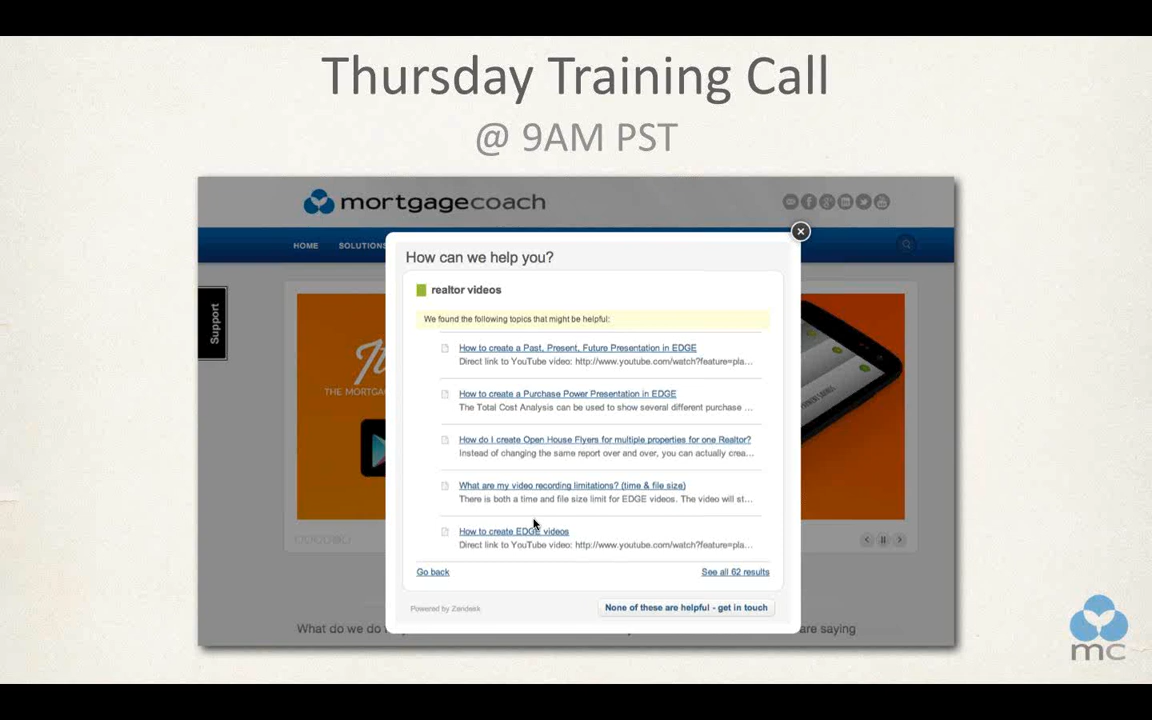 Thursday Training Call
@ 9AM PST
mortgagecoach
HOME SOLUTIONS
How can we help you?
Support
realtor videos
We found the following topics that might be helpful:
How to create a Past, Present, Future Presentation in EDGE
Direct link to YouTube video: http://www.youtube.com/watch?feature=pla...
How to create a Purchase Power Presentation in EDGE
The Total Cost Analysis can be used to show several different purchase ...
THE MORTGA
How do I create Open House Flyers for multiple properties for one Realtor?
Instead of changing the same report over and over, you can actually crea...
What are my video recording limitations? (time & file size)
There is both a time and file size limit for EDGE videos. The video will st...
How to create EDGE videos
Direct link to YouTube video: http://www.youtube.com/watch?feature=pla...
Go back See all 62 results
Powered by Zendesk None of these are helpful - get in touch
What do we do are saying
mc